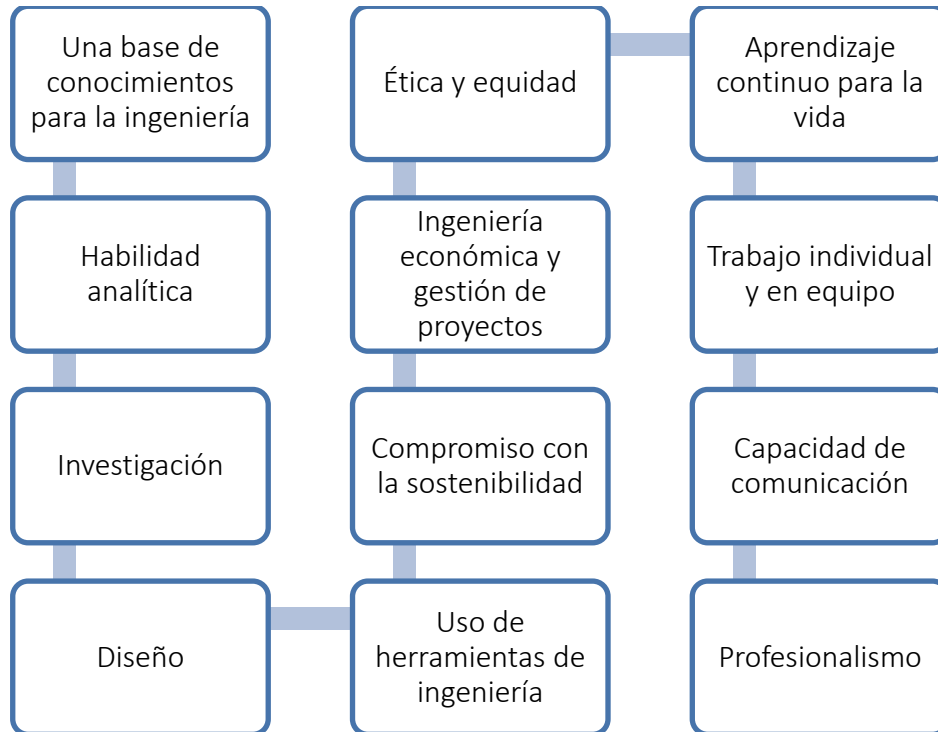 Una base de
conocimientos
para la ingeniería
Habilidad
analítica
Investigación
Diseño
Uso de
herramientas de
ingeniería
Compromiso con
la sostenibilidad
Ingeniería
económica y
gestión de
proyectos
Ética y equidad
Aprendizaje
continuo para la
vida
Trabajo individual
y en equipo
Capacidad de
comunicación
Profesionalismo